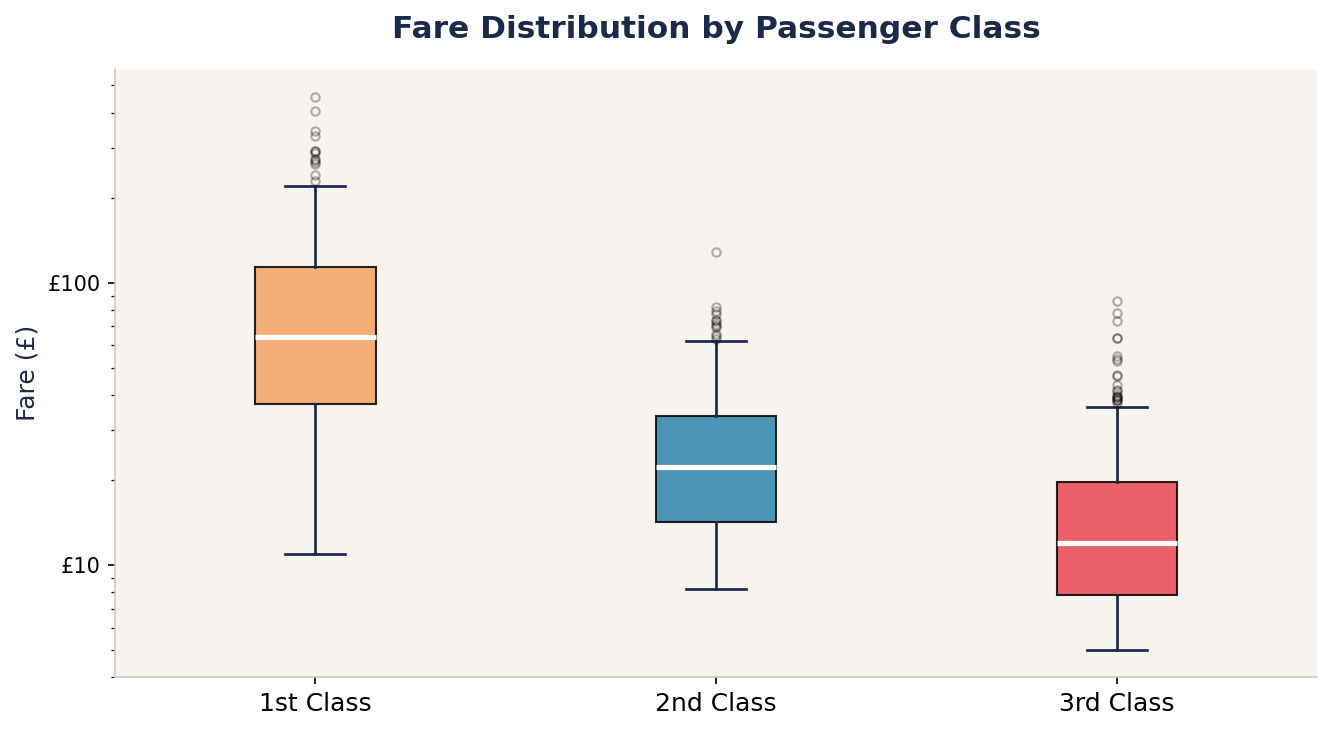 Fare Distribution by Passenger Class
Fare (£)
£100
£10
1st Class
2nd Class
3rd Class